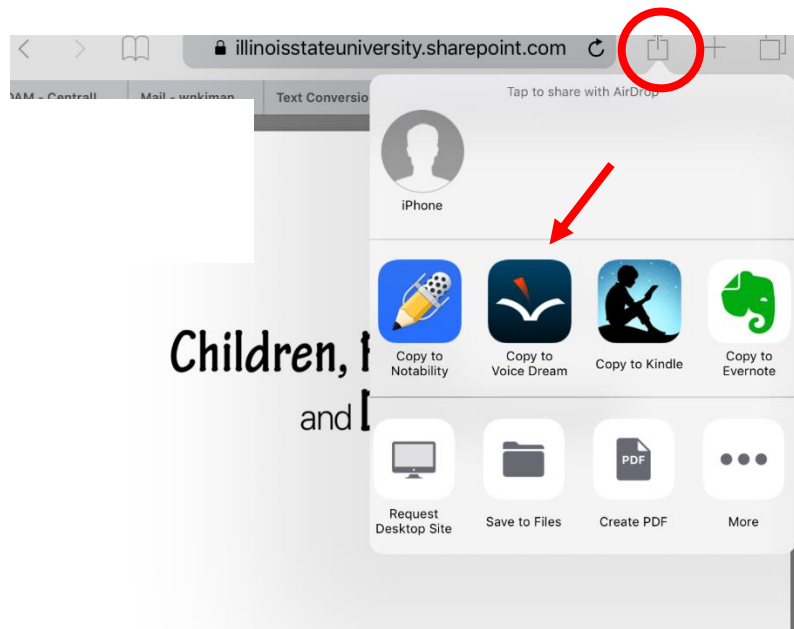 illinoisstateuniversity.sharepoint.com
Mail - wnkiman
Text Conversio
Tap to share with AirDrop
iPhone
Copy to
Notability
Copy to
Voice Dream
Copy to Kindle
Copy to
Evernote
Children,
and
PDF
Request
Desktop Site
Save to Files
Create PDF
More